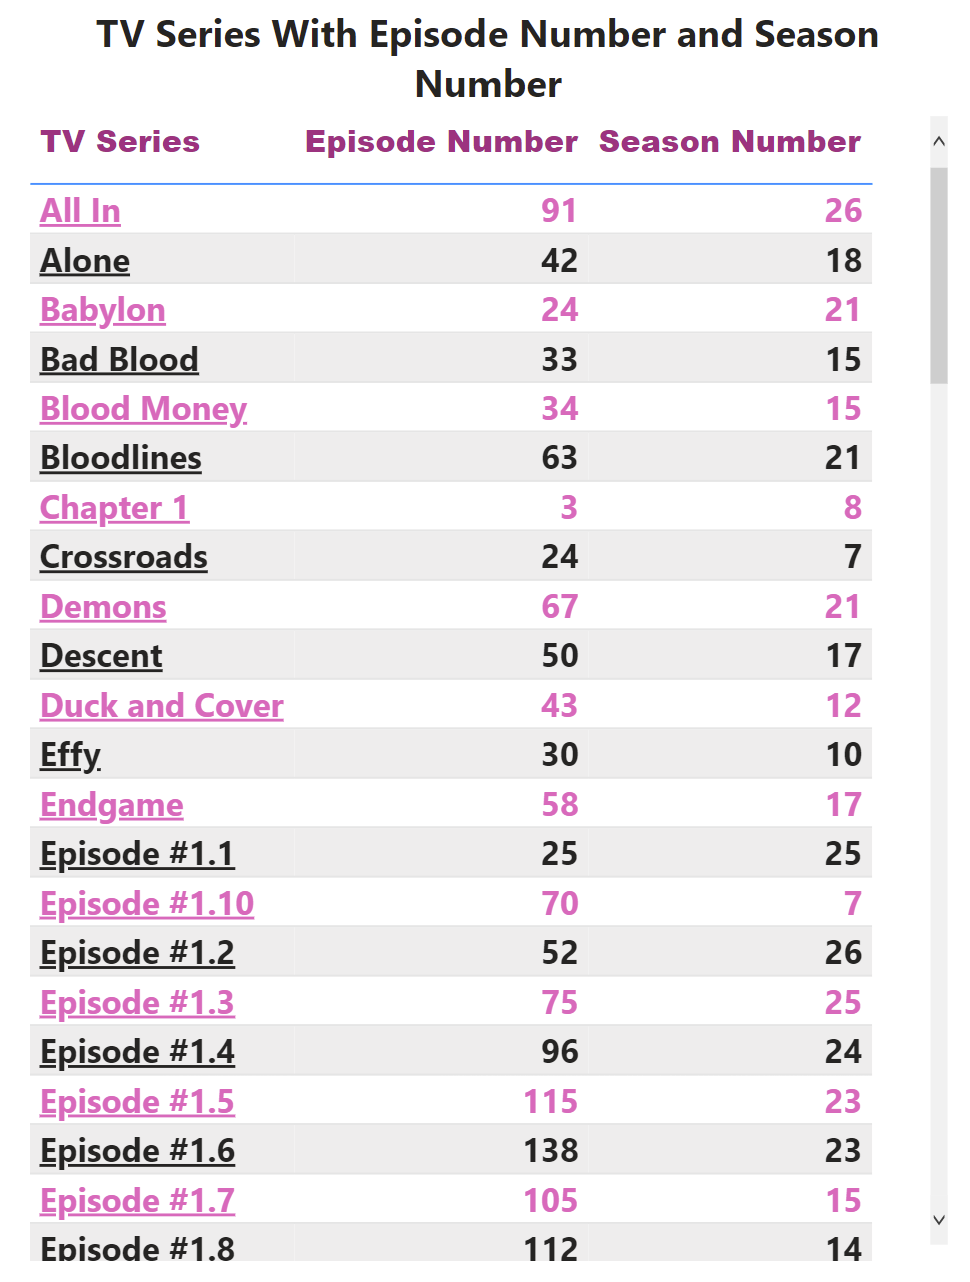 TV Series With Episode Number and Season
Number
TV Series Episode Number Season Number
All In 91 26
Alone 42 18
Babylon 24 21
Bad Blood 33 15
Blood Money 34 15
Bloodlines 63 21
Chapter 1 3 8
Crossroads 24 7
Demons 67 21
Descent 50 17
Duck and Cover 43 12
Effy 30 10
Endgame 58 17
Episode #1.1 25 25
Episode #1.10 70 7
Episode #1.2 52 26
Episode #1.3 75 25
Episode #1.4 96 24
Episode #1.5 115 23
Episode #1.6 138 23
Episode #1.7 105 15
Episode #1.8 112 14